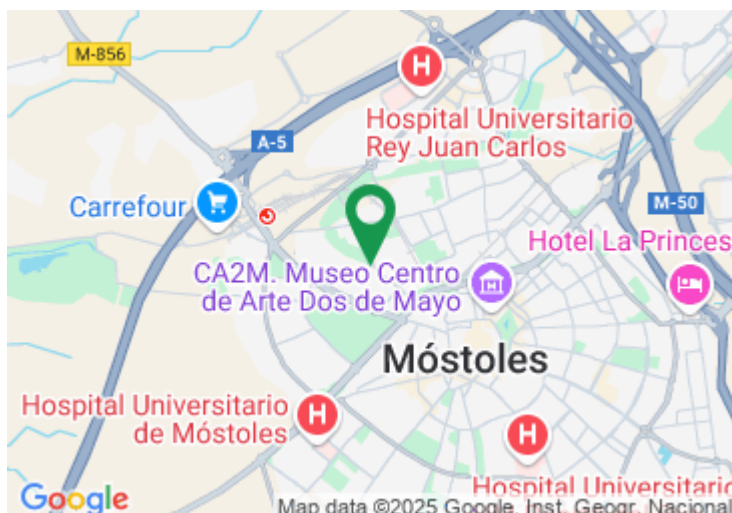 M-856
H
Hospital Universitario
Rey Juan Carlos
A-5
Carrefour
M-50
Hotel La Princes
CA2M. Museo Centro
de Arte Dos de Mayo
Móstoles
Hospital Universitario
de Móstoles
H
H
Hospital Universitario
Google
Map data ©2025 Google, Inst. Geogr. Nacional